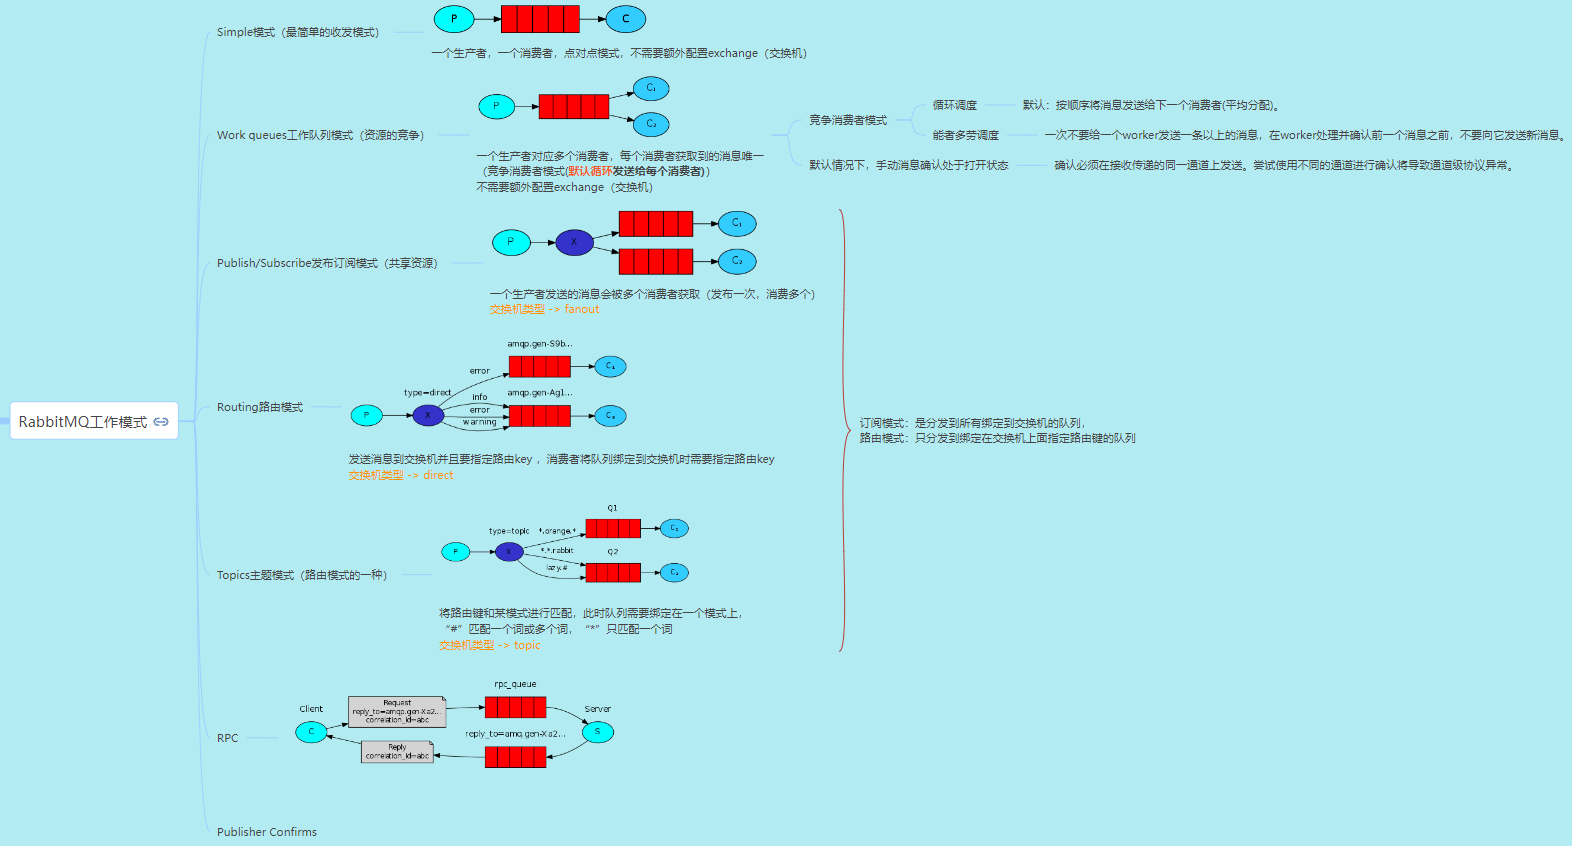 RabbitMQ工作模式
Simple模式（最简单的收发模式）
P
C
一个生产者，一个消费者，点对点模式，不需要额外配置exchange（交换机）
Work queues工作队列模式（资源的竞争）
P
C₁
C₂
一个生产者对应多个消费者，每个消费者获取到的消息唯一
（竞争消费者模式(默认循环发送给每个消费者)）
不需要额外配置exchange（交换机）
竞争消费者模式
循环调度
默认：按顺序将消息发送给下一个消费者(平均分配)。
能者多劳调度
一次不要给一个worker发送一条以上的消息，在worker处理并确认前一个消息之前，不要向它发送新消息。
默认情况下，手动消息确认处于打开状态
确认必须在接收传递的同一通道上发送。尝试使用不同的通道进行确认将导致通道级协议异常。
Publish/Subscribe发布订阅模式（共享资源）
P
X
C₁
C₂
一个生产者发送的消息会被多个消费者获取（发布一次，消费多个）
交换机类型 -> fanout
Routing路由模式
P
type=direct
X
error
info
error
warning
amqp.gen-S9b...
C₁
amqp.gen-Ag1...
C₂
发送消息到交换机并且要指定路由key ，消费者将队列绑定到交换机时需要指定路由key
交换机类型 -> direct
Topics主题模式（路由模式的一种）
P
type=topic
X
*.orange.*
*.*.rabbit
lazy.#
Q1
C₁
Q2
C₂
将路由键和某模式进行匹配，此时队列需要绑定在一个模式上，
“#”匹配一个词或多个词，“*”只匹配一个词
交换机类型 -> topic
订阅模式：是分发到所有绑定到交换机的队列，
路由模式：只分发到绑定在交换机上面指定路由键的队列
RPC
Client
C
Request
reply_to=amqp.gen-Xa2...
correlation_id=abc
rpc_queue
Server
S
reply_to=amq.gen-Xa2...
Reply
correlation_id=abc
Publisher Confirms